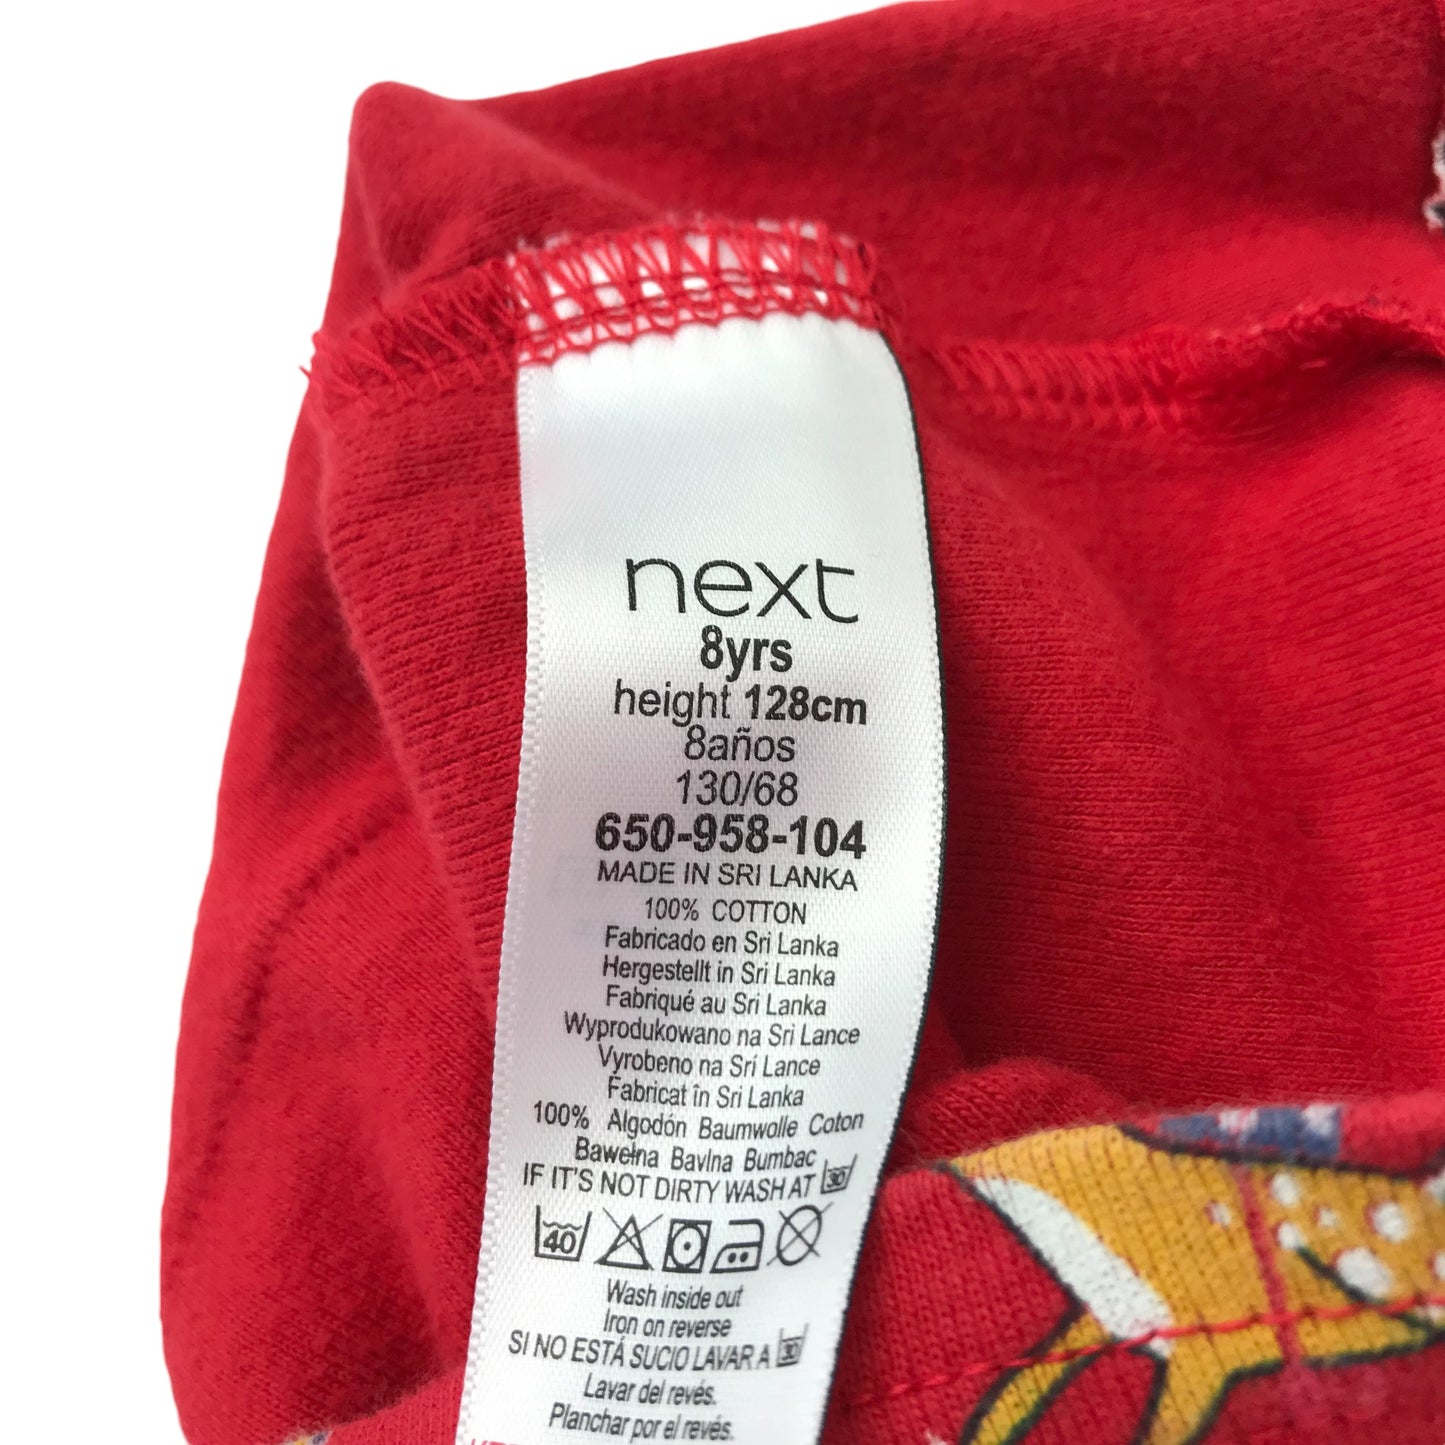 next
8yrs
height 128cm
8años
130/68
650-958-104
MADE IN SRI LANKA
100% COTTON
Fabricado en Sri Lanka
Hergestellt in Sri Lanka
Fabriqué au Sri Lanka
Wyprodukowano na Sri Lance
Vyrobeno na Srí Lance
Fabricat în Sri Lanka
100% Algodón Baumwolle Coton
Bawełna Bavlna Bumbac
IF IT'S NOT DIRTY WASH AT 30
40
Wash inside out
Iron on reverse
SI NO ESTÁ SUCIO LAVAR A 30
Lavar del revés.
Planchar por el revés.